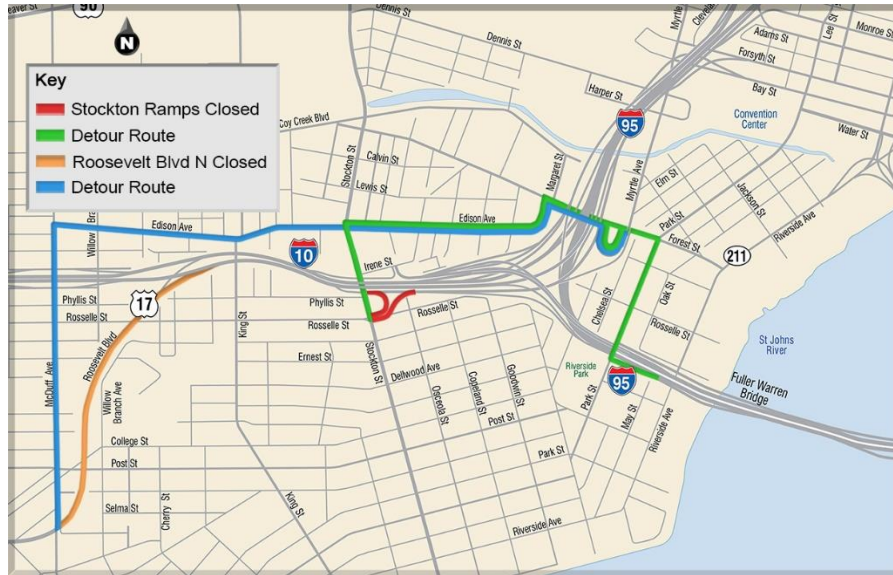 90
Dennis St
Myrtle
Lee St
Monroe St
Adams St
Forsyth St
N
Dennis St
Bay St
Key
Harper St
Stockton Ramps Closed
Coy Creek Blvd
95
Convention
Center
Water St
Detour Route
Calvin St
Margaret St
Myrtle Ave
Roosevelt Blvd N Closed
Stockton St
Elm St
Detour Route
Lewis St
Jackson St
Park St
Willow
Bra
Edison Ave
Edison Ave
Riverside Ave
Forest St
10
211
Irene St
Phyllis St
17
Phyllis St
Chelsea St
Oak St
Rosselle St
Rosselle St
Rosselle St
Rosselle St
King St
Roosevelt Blvd
Ernest St
Stockton St
St Johns
River
Dellwood Ave
Riverside
Park
McDuff Ave
Willow
Branch Ave
Osceola St
Copeland St
Goodwin St
95
Fuller Warren
Bridge
Park St
May St
Riverside Ave
Post St
College St
Post St
Park St
Selma St
Cherry St
King St
Riverside Ave